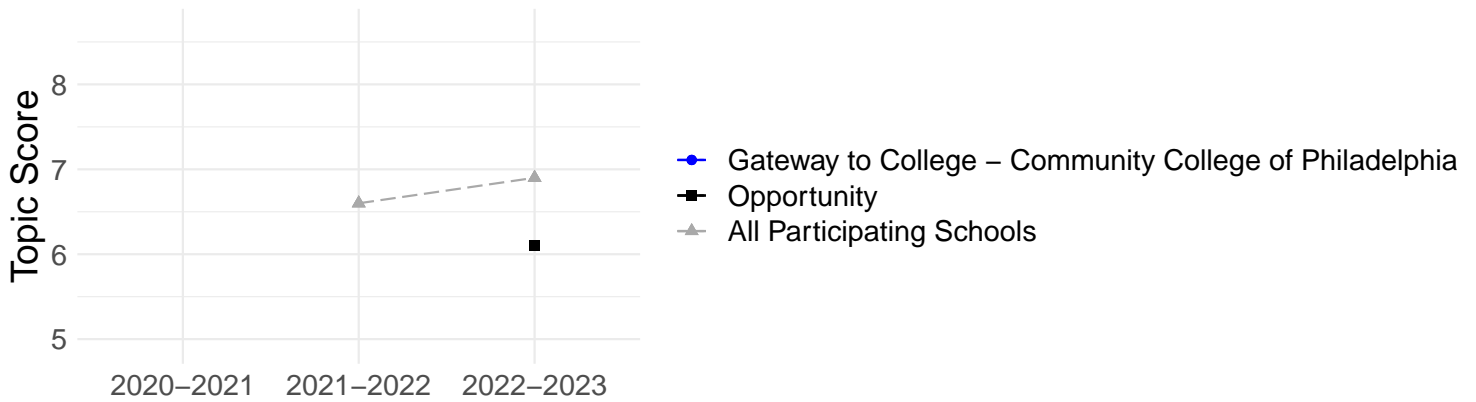 Topic Score
8
7
6
5
2020–2021 2021–2022 2022–2023
Gateway to College – Community College of Philadelphia
Opportunity
All Participating Schools